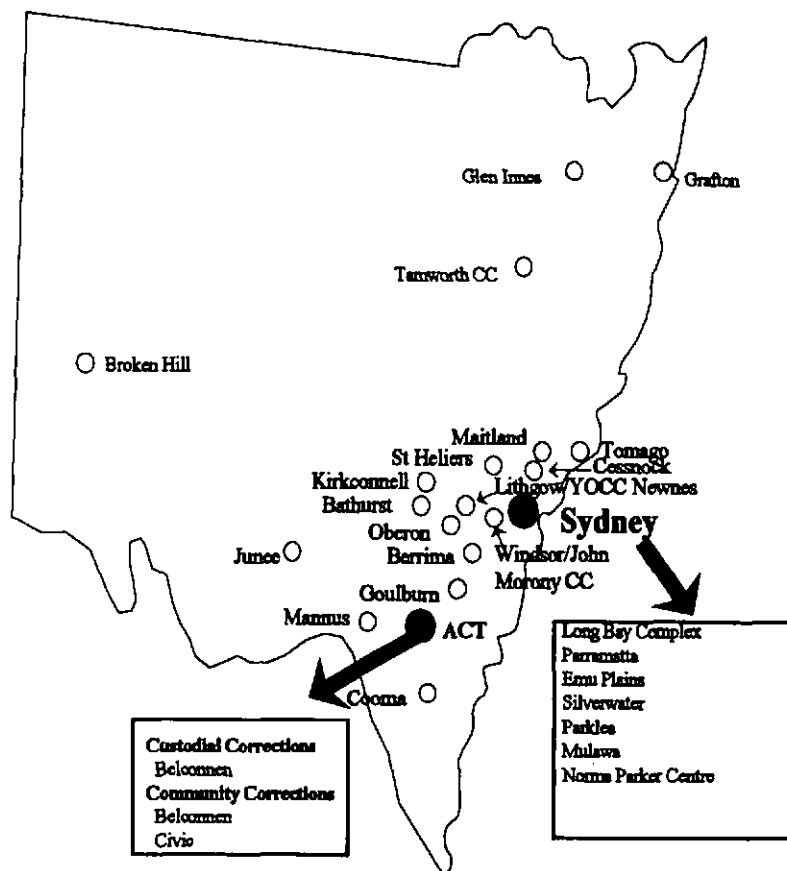 Glen Innes
Grafton
Tamworth CC
Broken Hill
Maitland
Tomago
St Heliers
Cessnock
Kirkconnell
Lithgow/YOCC Newnes
Bathurst
Sydney
Oberon
Junee
Berrima
Windsor/John
Morony CC
Goulburn
Mannus
ACT
Cooma
Long Bay Complex
Parramatta
Emu Plains
Silverwater
Parklea
Mulawa
Norma Parker Centre
Custodial Corrections
Belconnen
Community Corrections
Belconnen
Civic